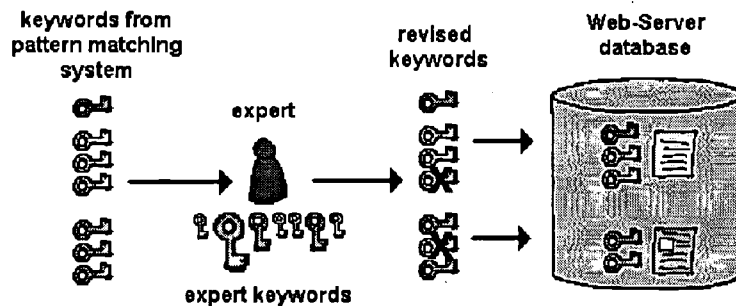 keywords from
pattern matching
system
expert
expert keywords
revised
keywords
Web-Server
database